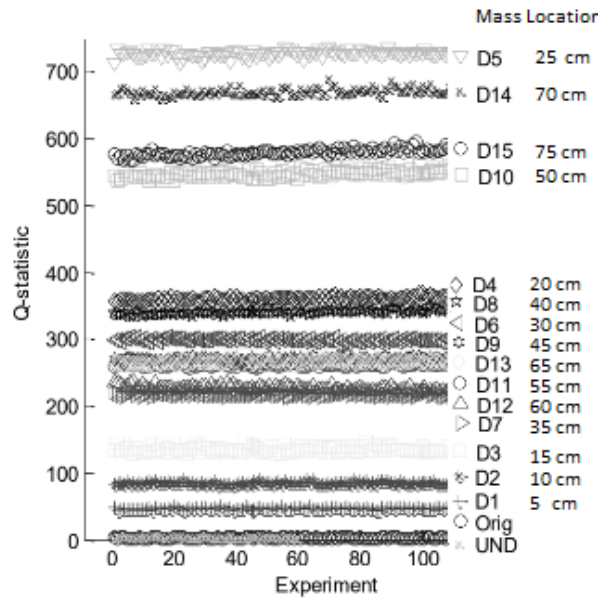 Mass Location
700
D5 25 cm
D14 70 cm
600
D15 75 cm
D10 50 cm
500
Q-statistic
400
D4 20 cm
D8 40 cm
300
D6 30 cm
D9 45 cm
D13 65 cm
D11 55 cm
200
D12 60 cm
D7 35 cm
D3 15 cm
100
D2 10 cm
D1 5 cm
Orig
0
UND
0 20 40 60 80 100
Experiment